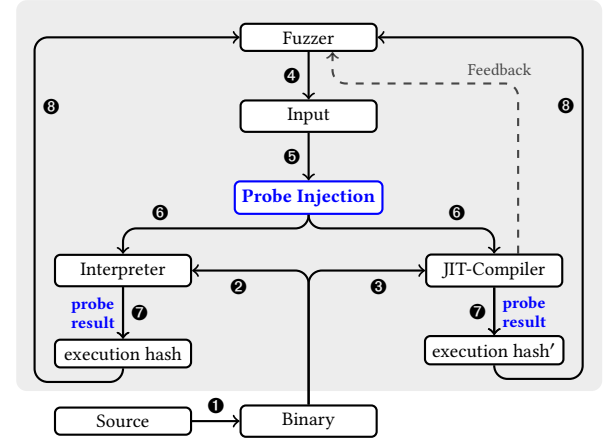 Fuzzer
Feedback
❹
❽
❽
Input
❺
Probe Injection
❻
❻
Interpreter
❷
❸
JIT-Compiler
probe
result
❼
❼
probe
result
execution hash
execution hash′
❶
Source
Binary